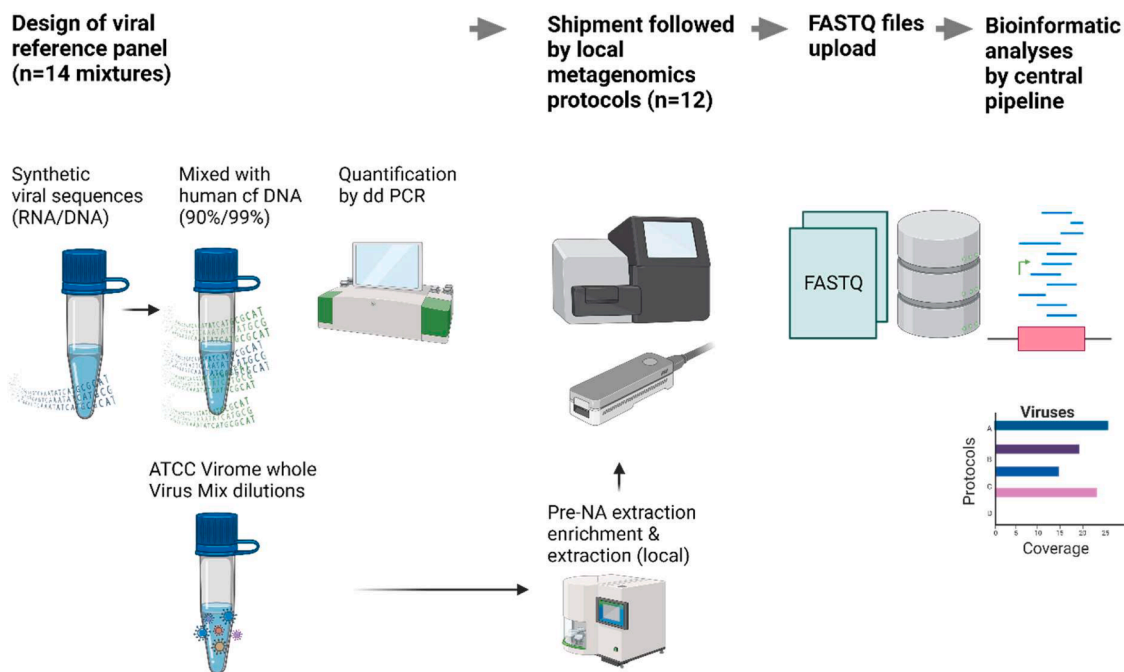 Design of viral
reference panel
(n=14 mixtures)
Shipment followed
by local
metagenomics
protocols (n=12)
FASTQ files
upload
Bioinformatic
analyses
by central
pipeline
Synthetic
viral sequences
(RNA/DNA)
Mixed with
human cf DNA
(90%/99%)
Quantification
by dd PCR
FASTQ
ATCC Virome whole
Virus Mix dilutions
Pre-NA extraction
enrichment &
extraction (local)
Viruses
Protocols
A
B
C
D
0 5 10 15 20 25
Coverage